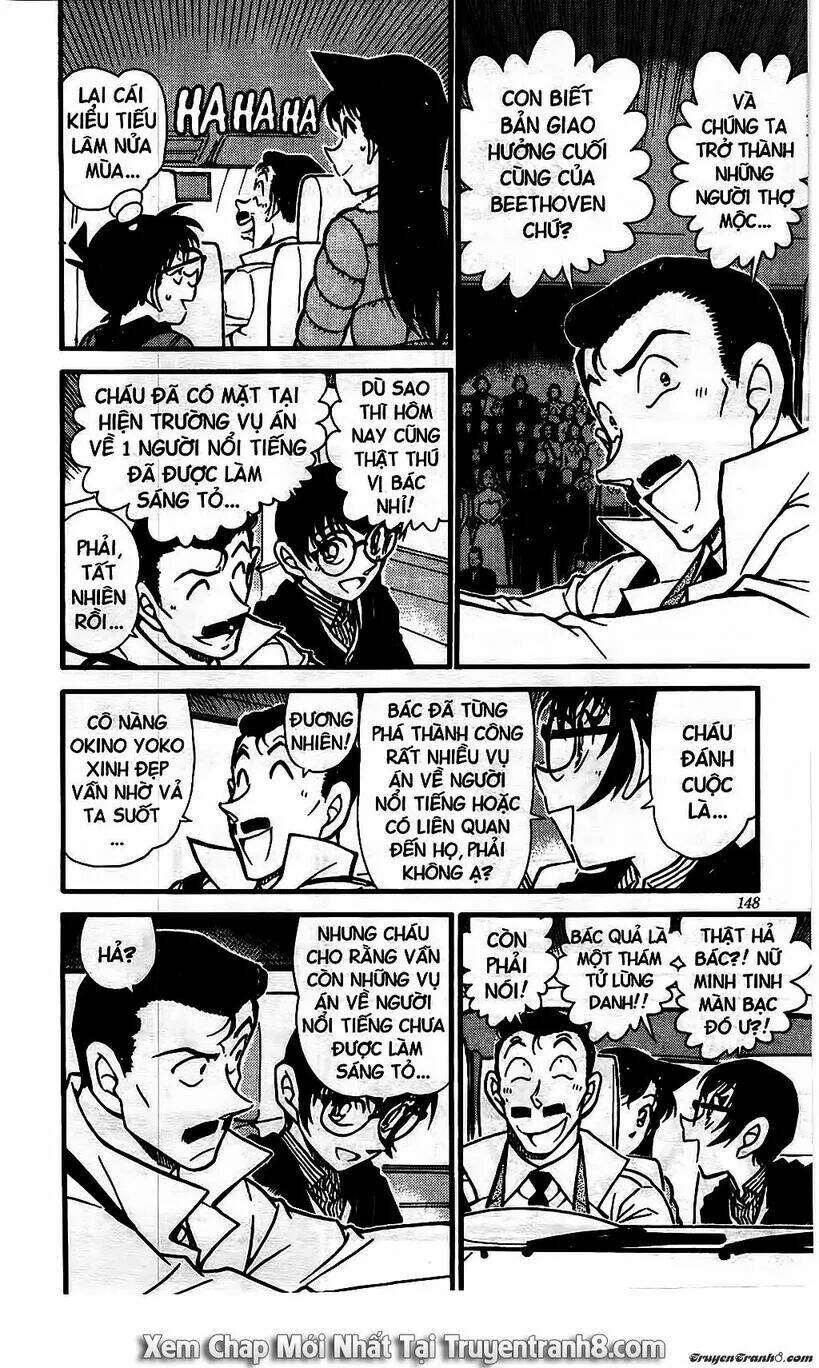 VÀ
CHÚNG TA
TRỞ THÀNH
NHỮNG
NGƯỜI THỢ
MỘC...
CON BIẾT
BẢN GIAO
HƯỞNG CUỐI
CÙNG CỦA
BEETHOVEN
CHỨ?
HA HA HA
LẠI CÁI
KIỂU TIẾU
LÂM NỬA
MÙA...
DÙ SAO
THÌ HÔM
NAY CŨNG
THẬT THÚ
VỊ BÁC
NHỈ!
CHÁU ĐÃ CÓ MẶT TẠI
HIỆN TRƯỜNG VỤ ÁN
VỀ 1 NGƯỜI NỔI TIẾNG
ĐÃ ĐƯỢC LÀM
SÁNG TỎ...
PHẢI,
TẤT
NHIÊN
RỒI...
CHÁU
ĐÁNH
CUỘC
LÀ...
BÁC ĐÃ TỪNG
PHÁ THÀNH CÔNG
RẤT NHIỀU VỤ
ÁN VỀ NGƯỜI
NỔI TIẾNG HOẶC
CÓ LIÊN QUAN
ĐẾN HỌ, PHẢI
KHÔNG Ạ?
ĐƯƠNG
NHIÊN!
CÔ NÀNG
OKINO YOKO
XINH ĐẸP
VẪN NHỜ VẢ
TA SUỐT
...
148
THẬT HẢ
BÁC?! NỮ
MINH TINH
MÀN BẠC
ĐÓ Ư?!
BÁC QUẢ LÀ
MỘT THÁM
TỬ LỪNG
DANH!!
CÒN
PHẢI
NÓI!
NHƯNG CHÁU
CHO RẰNG VẪN
CÒN NHỮNG VỤ
ÁN VỀ NGƯỜI
NỔI TIẾNG CHƯA
ĐƯỢC LÀM
SÁNG TỎ...
HẢ?
Xem Chap Mới Nhất Tại Truyentranh8.com
TruyenTranh8.com